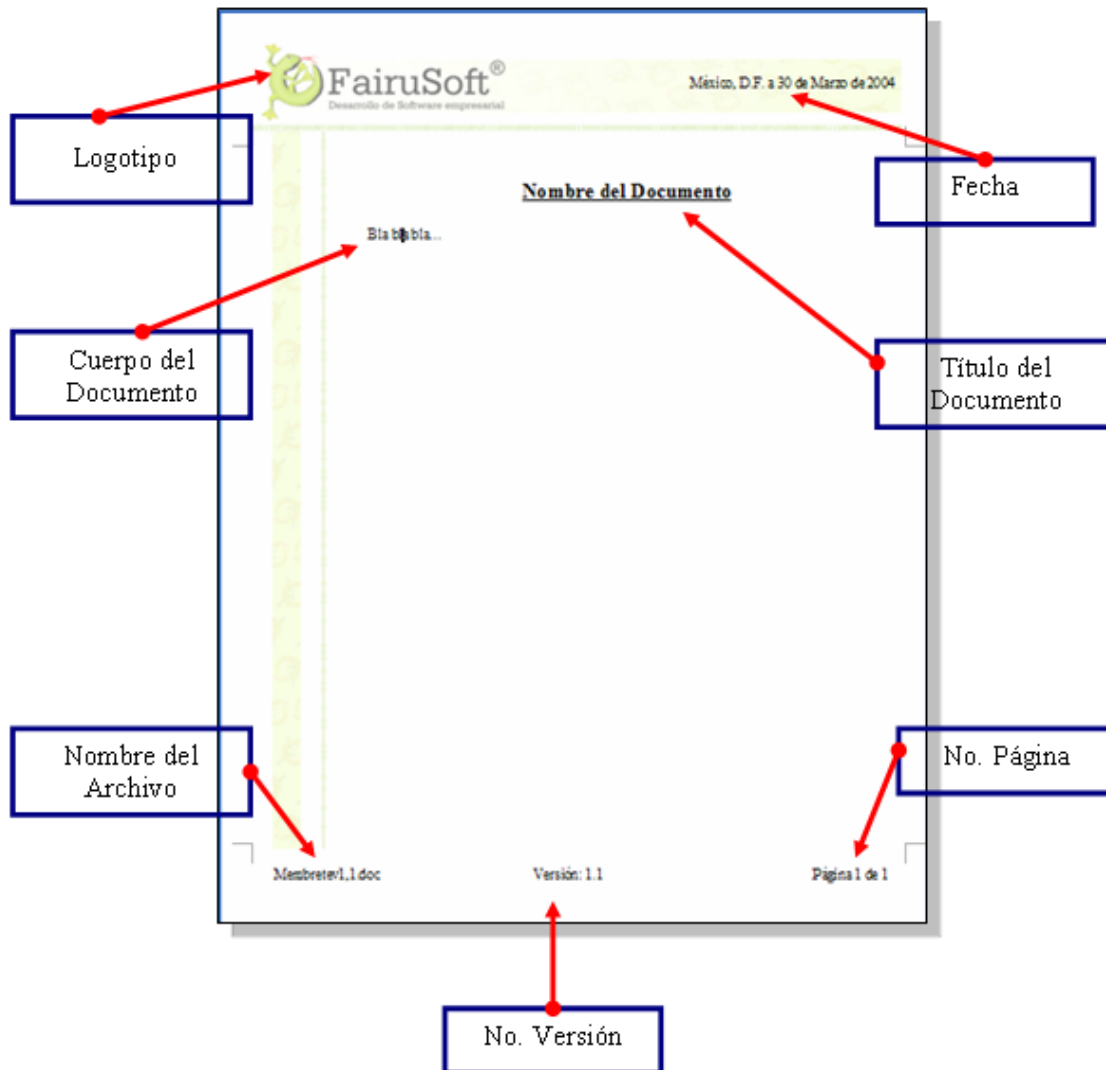 FairuSoft®
Desarrollo de Software empresarial
México, D.F. a 30 de Marzo de 2004
Logotipo
Fecha
Nombre del Documento
Bla bla bla...
Cuerpo del
Documento
Título del
Documento
Nombre del
Archivo
No. Página
Membretev1,1.doc
Versión: 1.1
Página 1 de 1
No. Versión